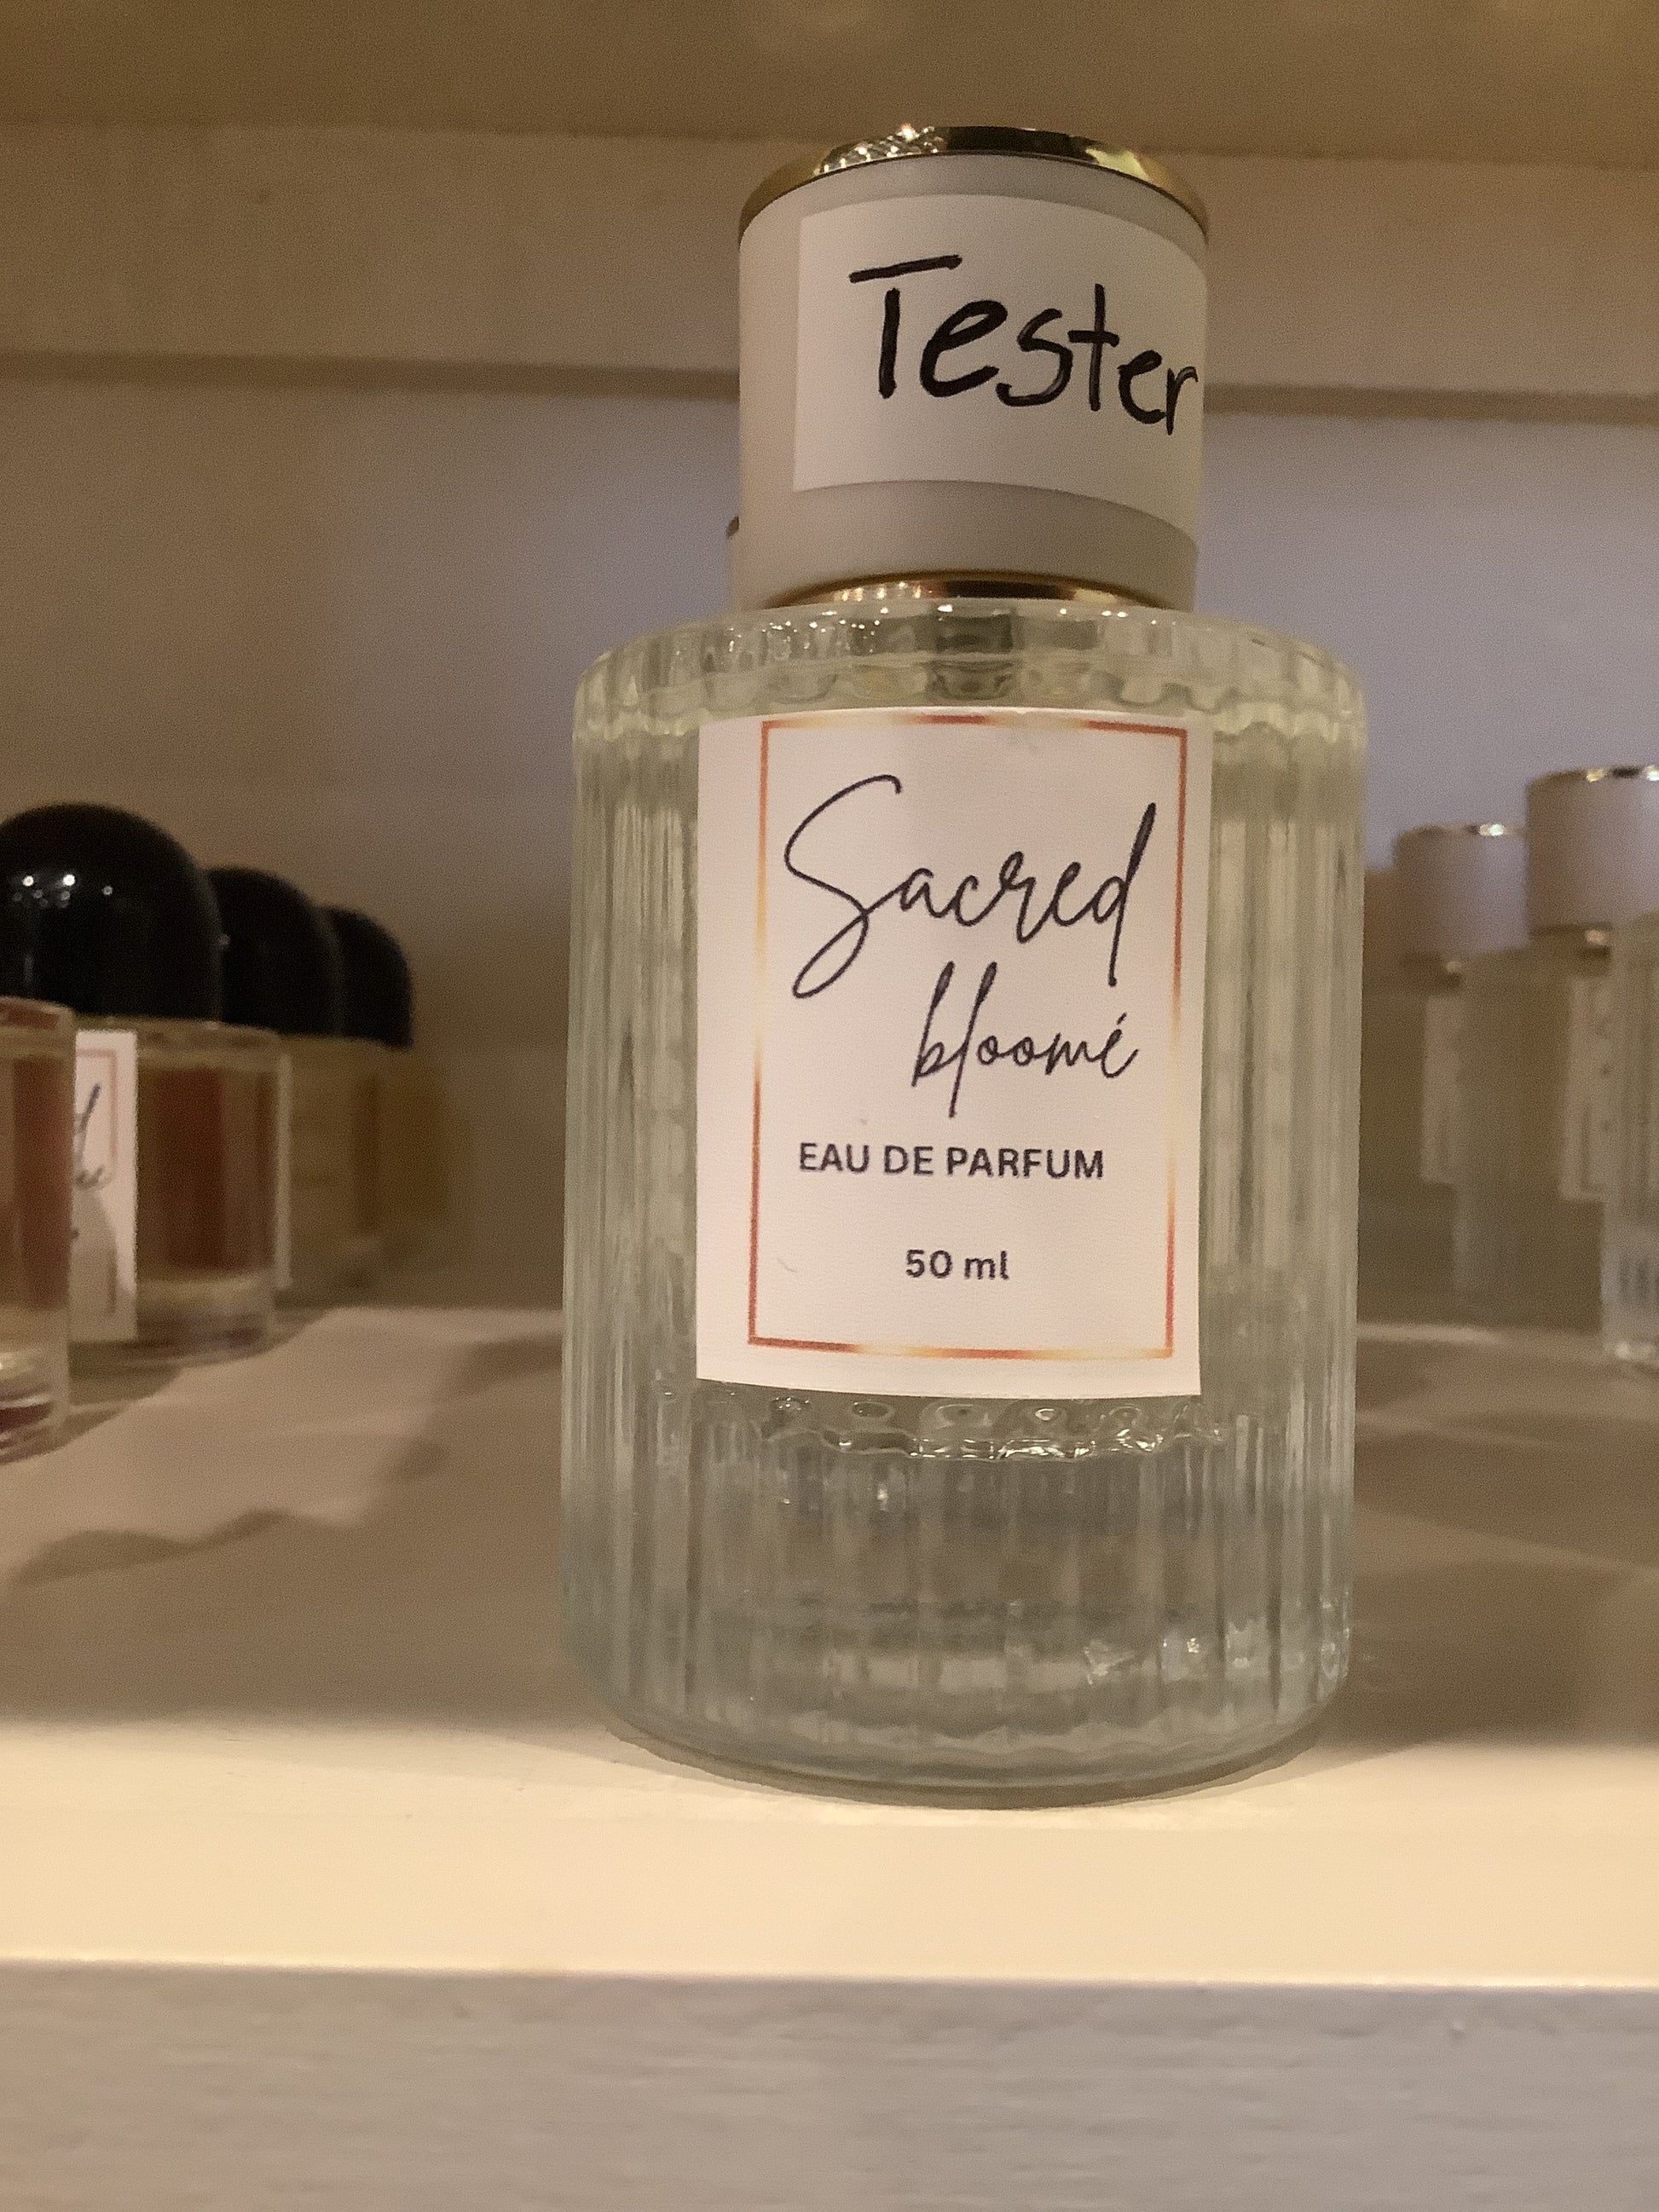 Tester
Sacred
bloomé
EAU DE PARFUM
50 ml